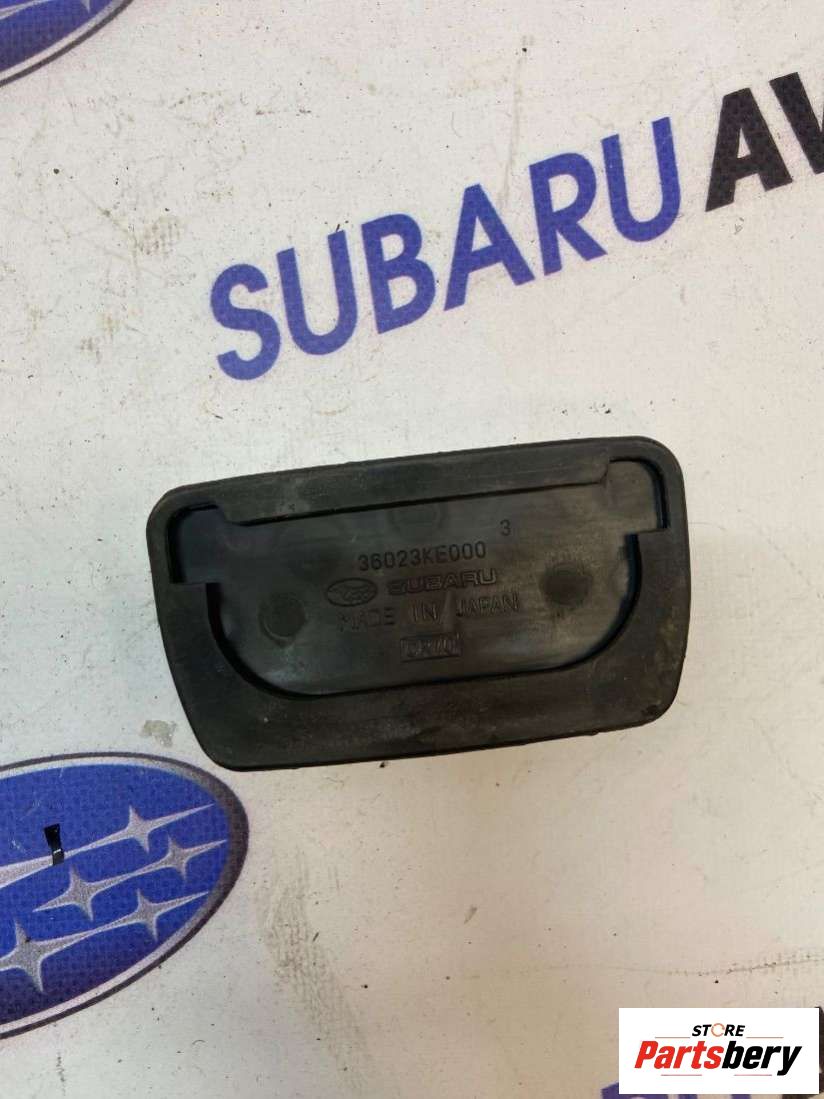 SUBARU AV
3
36023KE000
SUBARU
MADE IN JAPAN
STORE
Partsbery